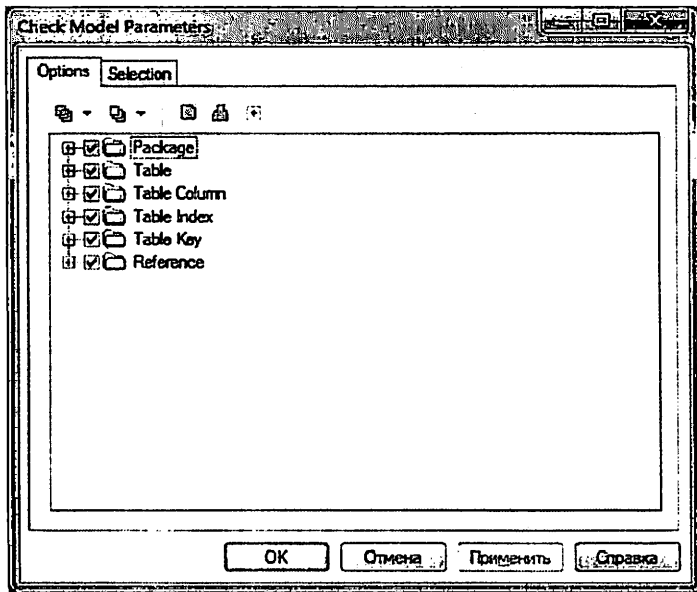 Check Model Parameters
Options Selection
Package
Table
Table Column
Table Index
Table Key
Reference
OK Отмена Применить Справка